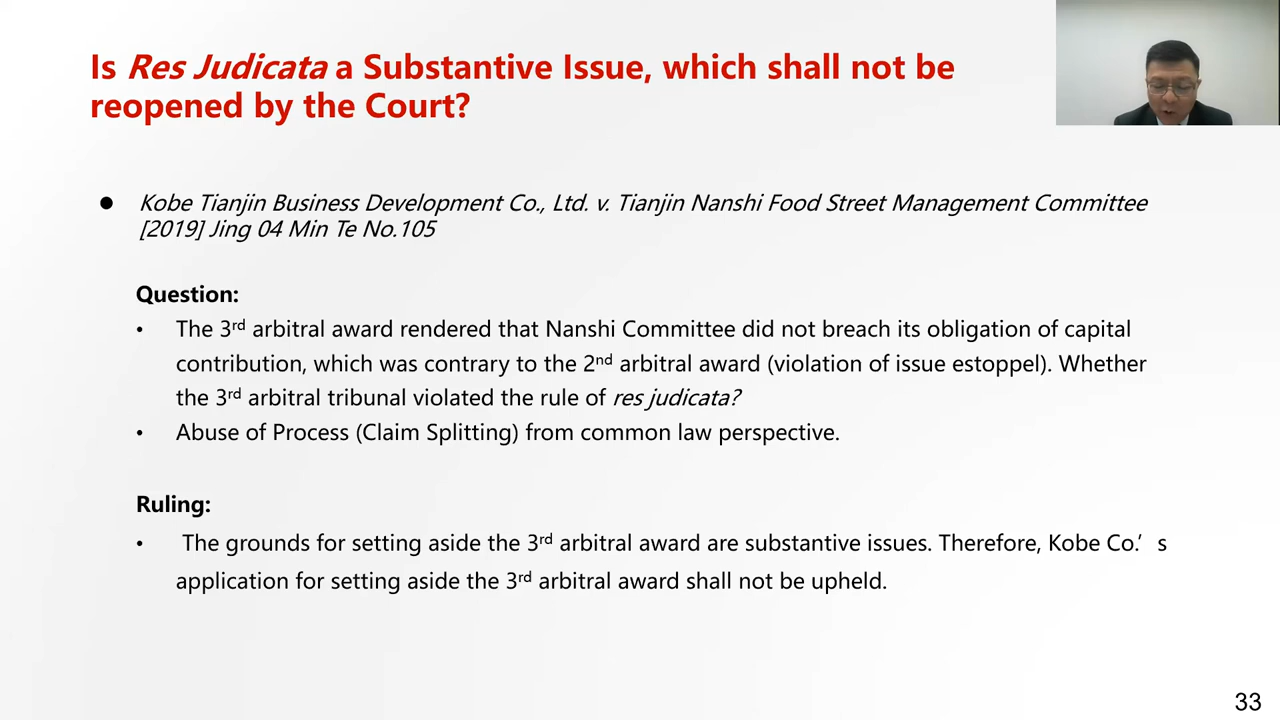 Is Res Judicata a Substantive Issue, which shall not be
reopened by the Court?
● Kobe Tianjin Business Development Co., Ltd. v. Tianjin Nanshi Food Street Management Committee
[2019] Jing 04 Min Te No.105
Question:
• The 3rd arbitral award rendered that Nanshi Committee did not breach its obligation of capital
contribution, which was contrary to the 2nd arbitral award (violation of issue estoppel). Whether
the 3rd arbitral tribunal violated the rule of res judicata?
• Abuse of Process (Claim Splitting) from common law perspective.
Ruling:
• The grounds for setting aside the 3rd arbitral award are substantive issues. Therefore, Kobe Co.’ s
application for setting aside the 3rd arbitral award shall not be upheld.
33